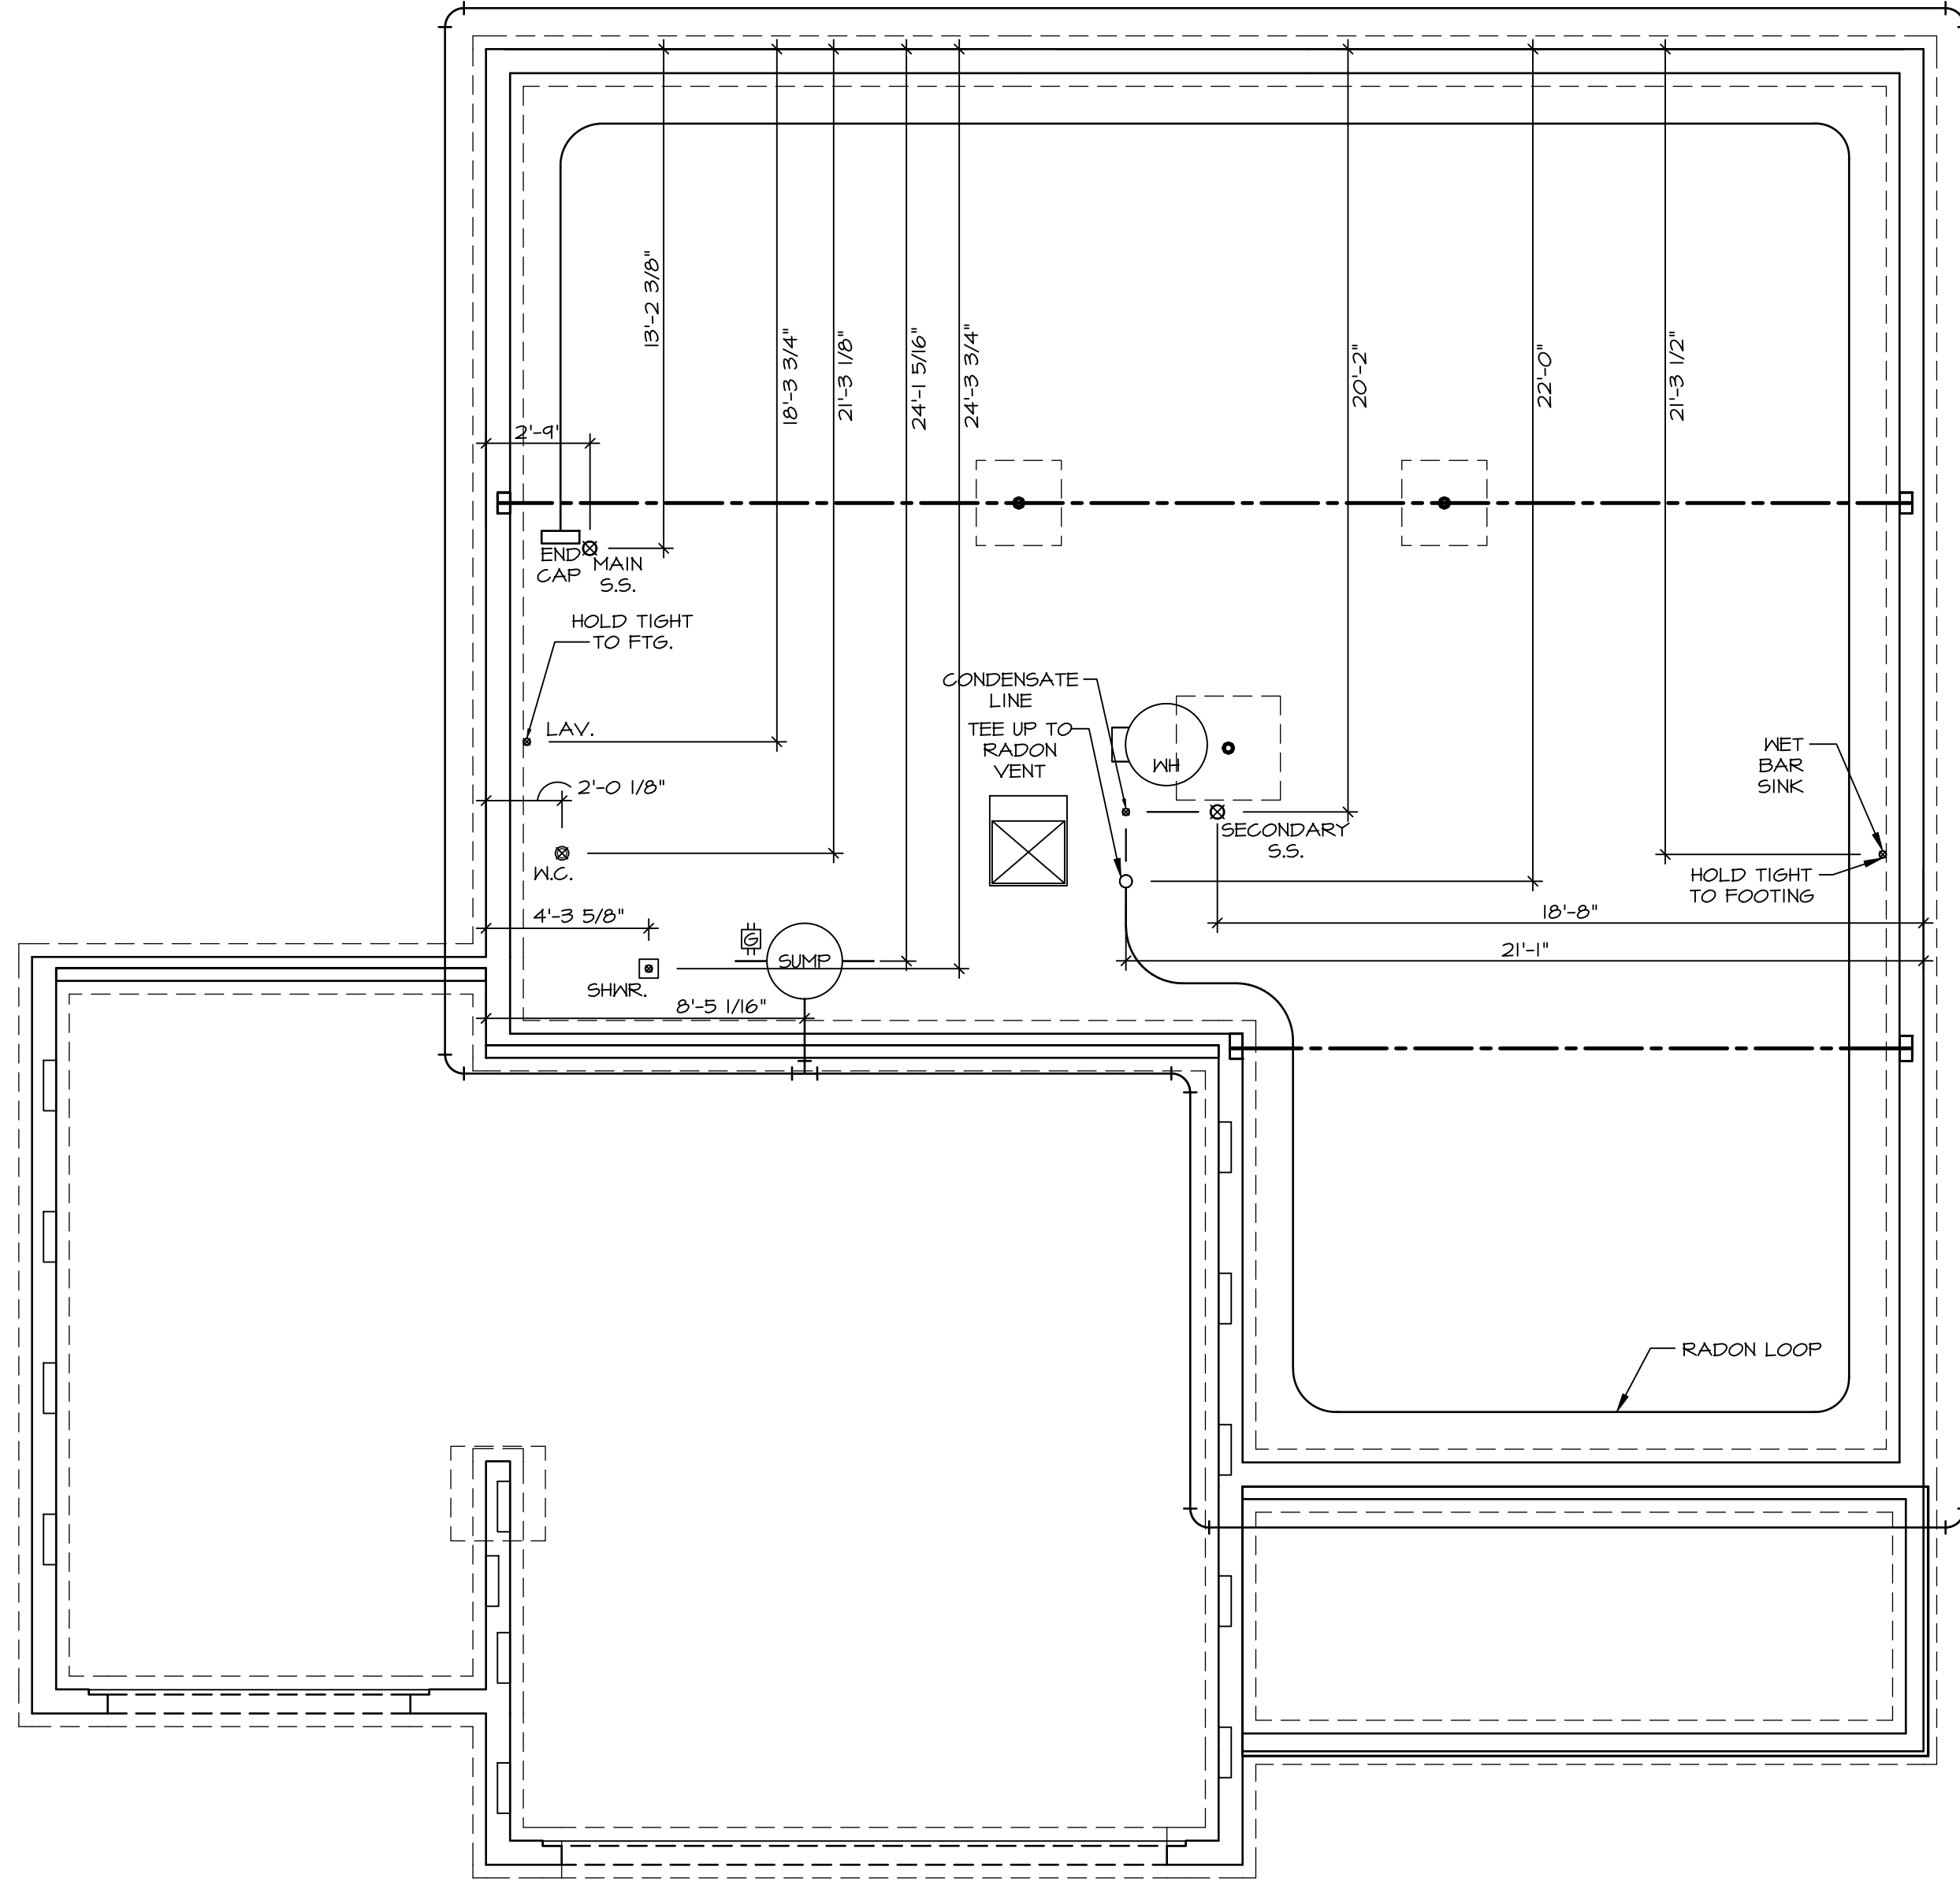 13'-2 3/8"
18'-3 3/4"
21'-3 1/8"
24'-1 5/16"
24'-3 3/4"
20'-2"
22'-0"
21'-3 1/2"
2'-9"
END
CAP
MAIN
S.S.
HOLD TIGHT
TO FTG.
LAV.
2'-0 1/8"
W.C.
4'-3 5/8"
SHWR.
G
SUMP
8'-5 1/16"
CONDENSATE
LINE
TEE UP TO
RADON
VENT
WH
SECONDARY
S.S.
WET
BAR
SINK
HOLD TIGHT
TO FOOTING
18'-8"
21'-1"
RADON LOOP